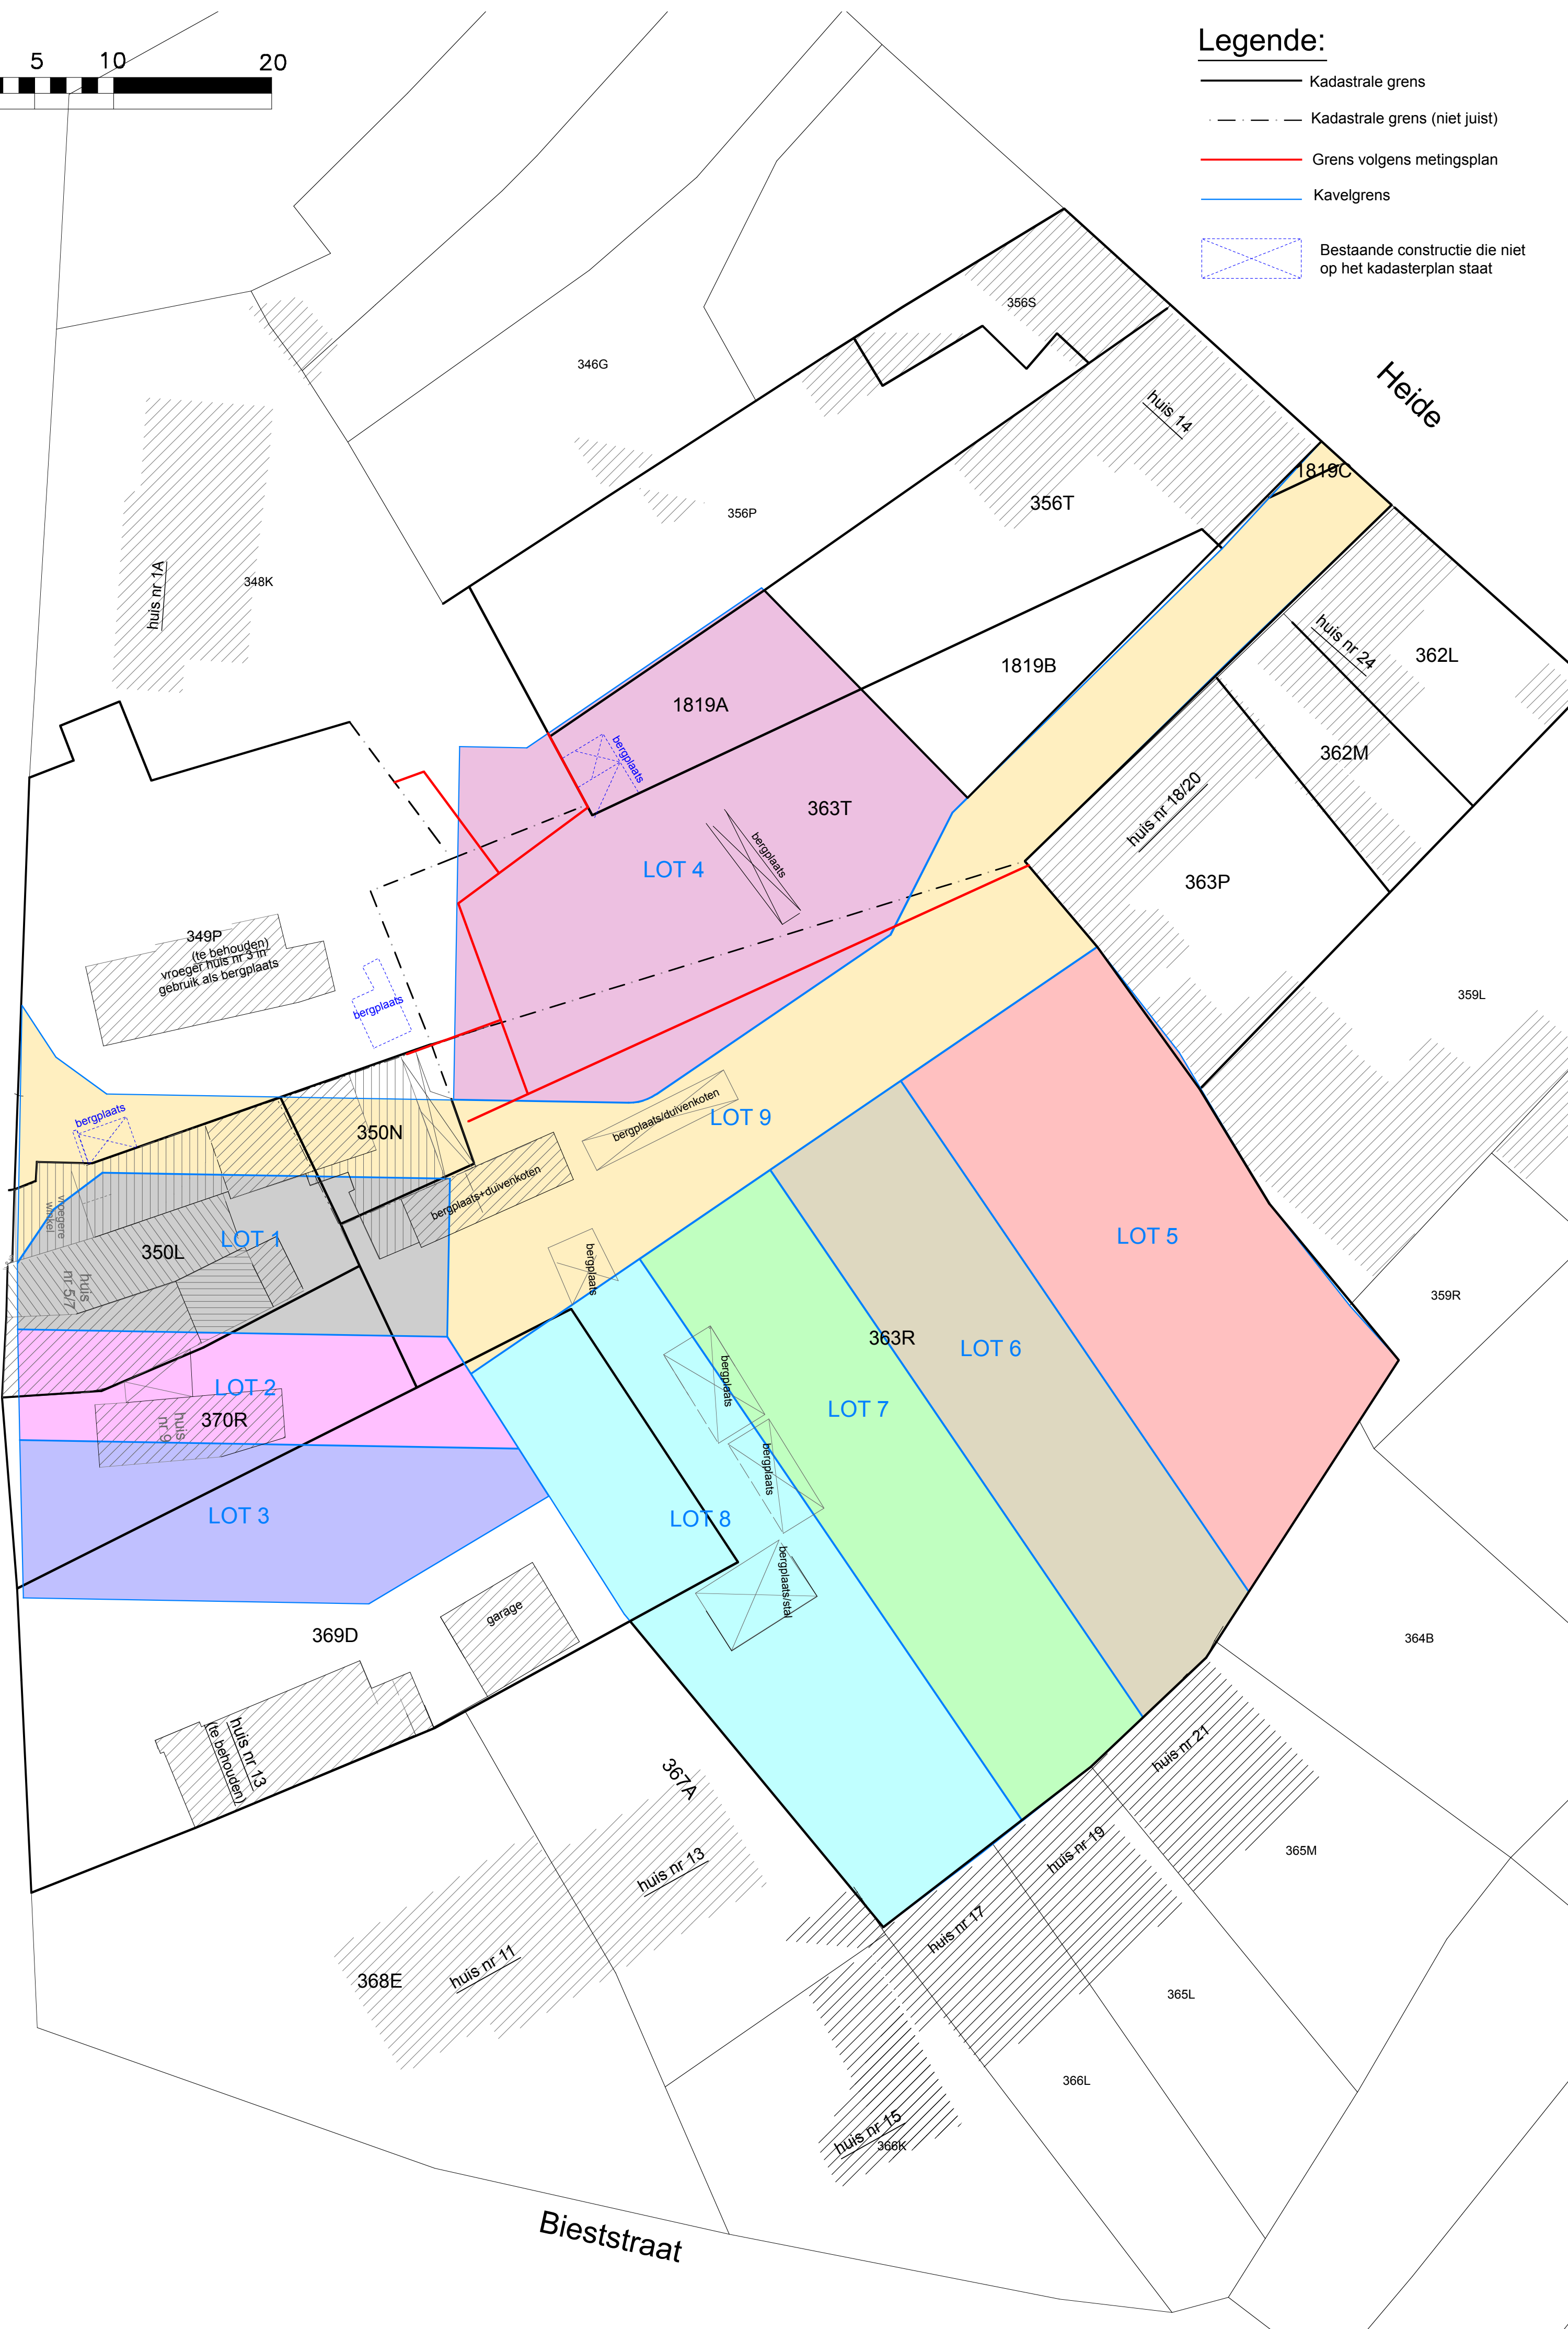 5
10
20
Legende:
Kadastrale grens
Kadastrale grens (niet juist)
Grens volgens metingsplan
Kavelgrens
Bestaande constructie die niet
op het kadasterplan staat
Heide
356S
346G
huis 14
1819C
356T
356P
huis nr 1A
348K
huis nr 24
362L
1819B
1819A
bergplaats
362M
huis nr 18/20
363T
bergplaats
LOT 4
363P
349P
(te behouden)
vroeger huis nr 3 in
gebruik als bergplaats
bergplaats
359L
bergplaats
350N
bergplaats/duivenkoten
LOT 9
bergplaats+duivenkoten
vroegere
winkel
LOT 1
350L
huis
nr 5/7
bergplaats
LOT 5
359R
363R
LOT 6
bergplaats
LOT 2
370R
huis
nr 9
LOT 7
bergplaats
LOT 3
LOT 8
bergplaats/stal
garage
369D
364B
huis nr 13
(te behouden)
367A
huis nr 21
huis nr 19
365M
huis nr 13
huis nr 17
huis nr 11
368E
365L
366L
huis nr 15
366K
Bieststraat